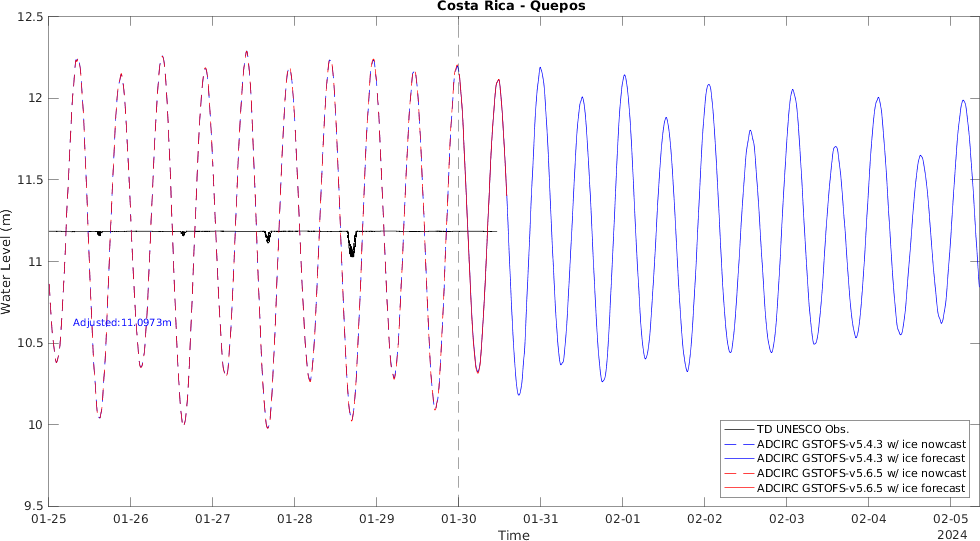 Costa Rica - Quepos
12.5
12
11.5
11
10.5
10
9.5
Water Level (m)
Adjusted:11.0973m
TD UNESCO Obs.
ADCIRC GSTOFS-v5.4.3 w/ ice nowcast
ADCIRC GSTOFS-v5.4.3 w/ ice forecast
ADCIRC GSTOFS-v5.6.5 w/ ice nowcast
ADCIRC GSTOFS-v5.6.5 w/ ice forecast
01-25 01-26 01-27 01-28 01-29 01-30 01-31 02-01 02-02 02-03 02-04 02-05
Time
2024